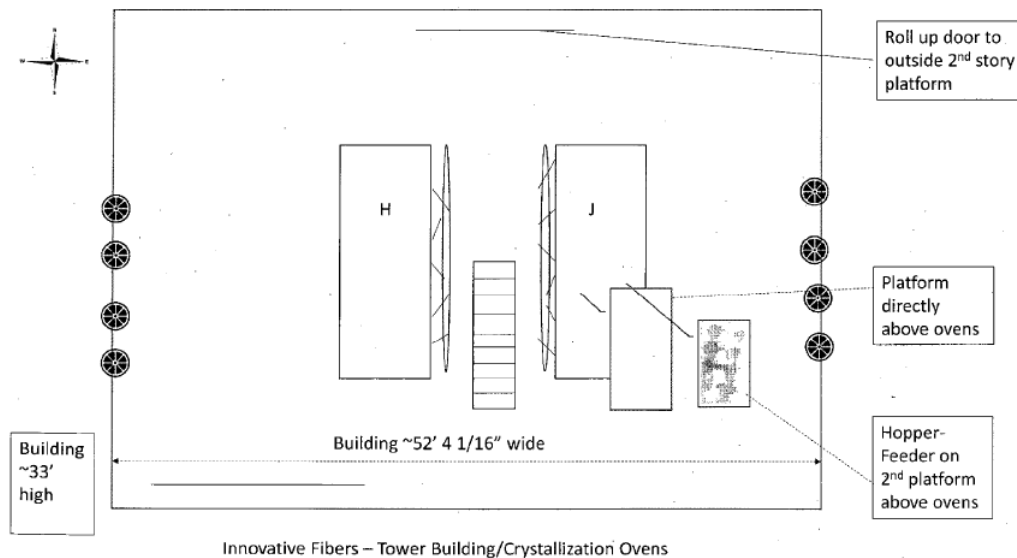 Roll up door to
outside 2nd story
platform
H
J
Platform
directly
above ovens
Building ~52' 4 1/16" wide
Building
~33'
high
Hopper-
Feeder on
2nd platform
above ovens
Innovative Fibers – Tower Building/Crystallization Ovens